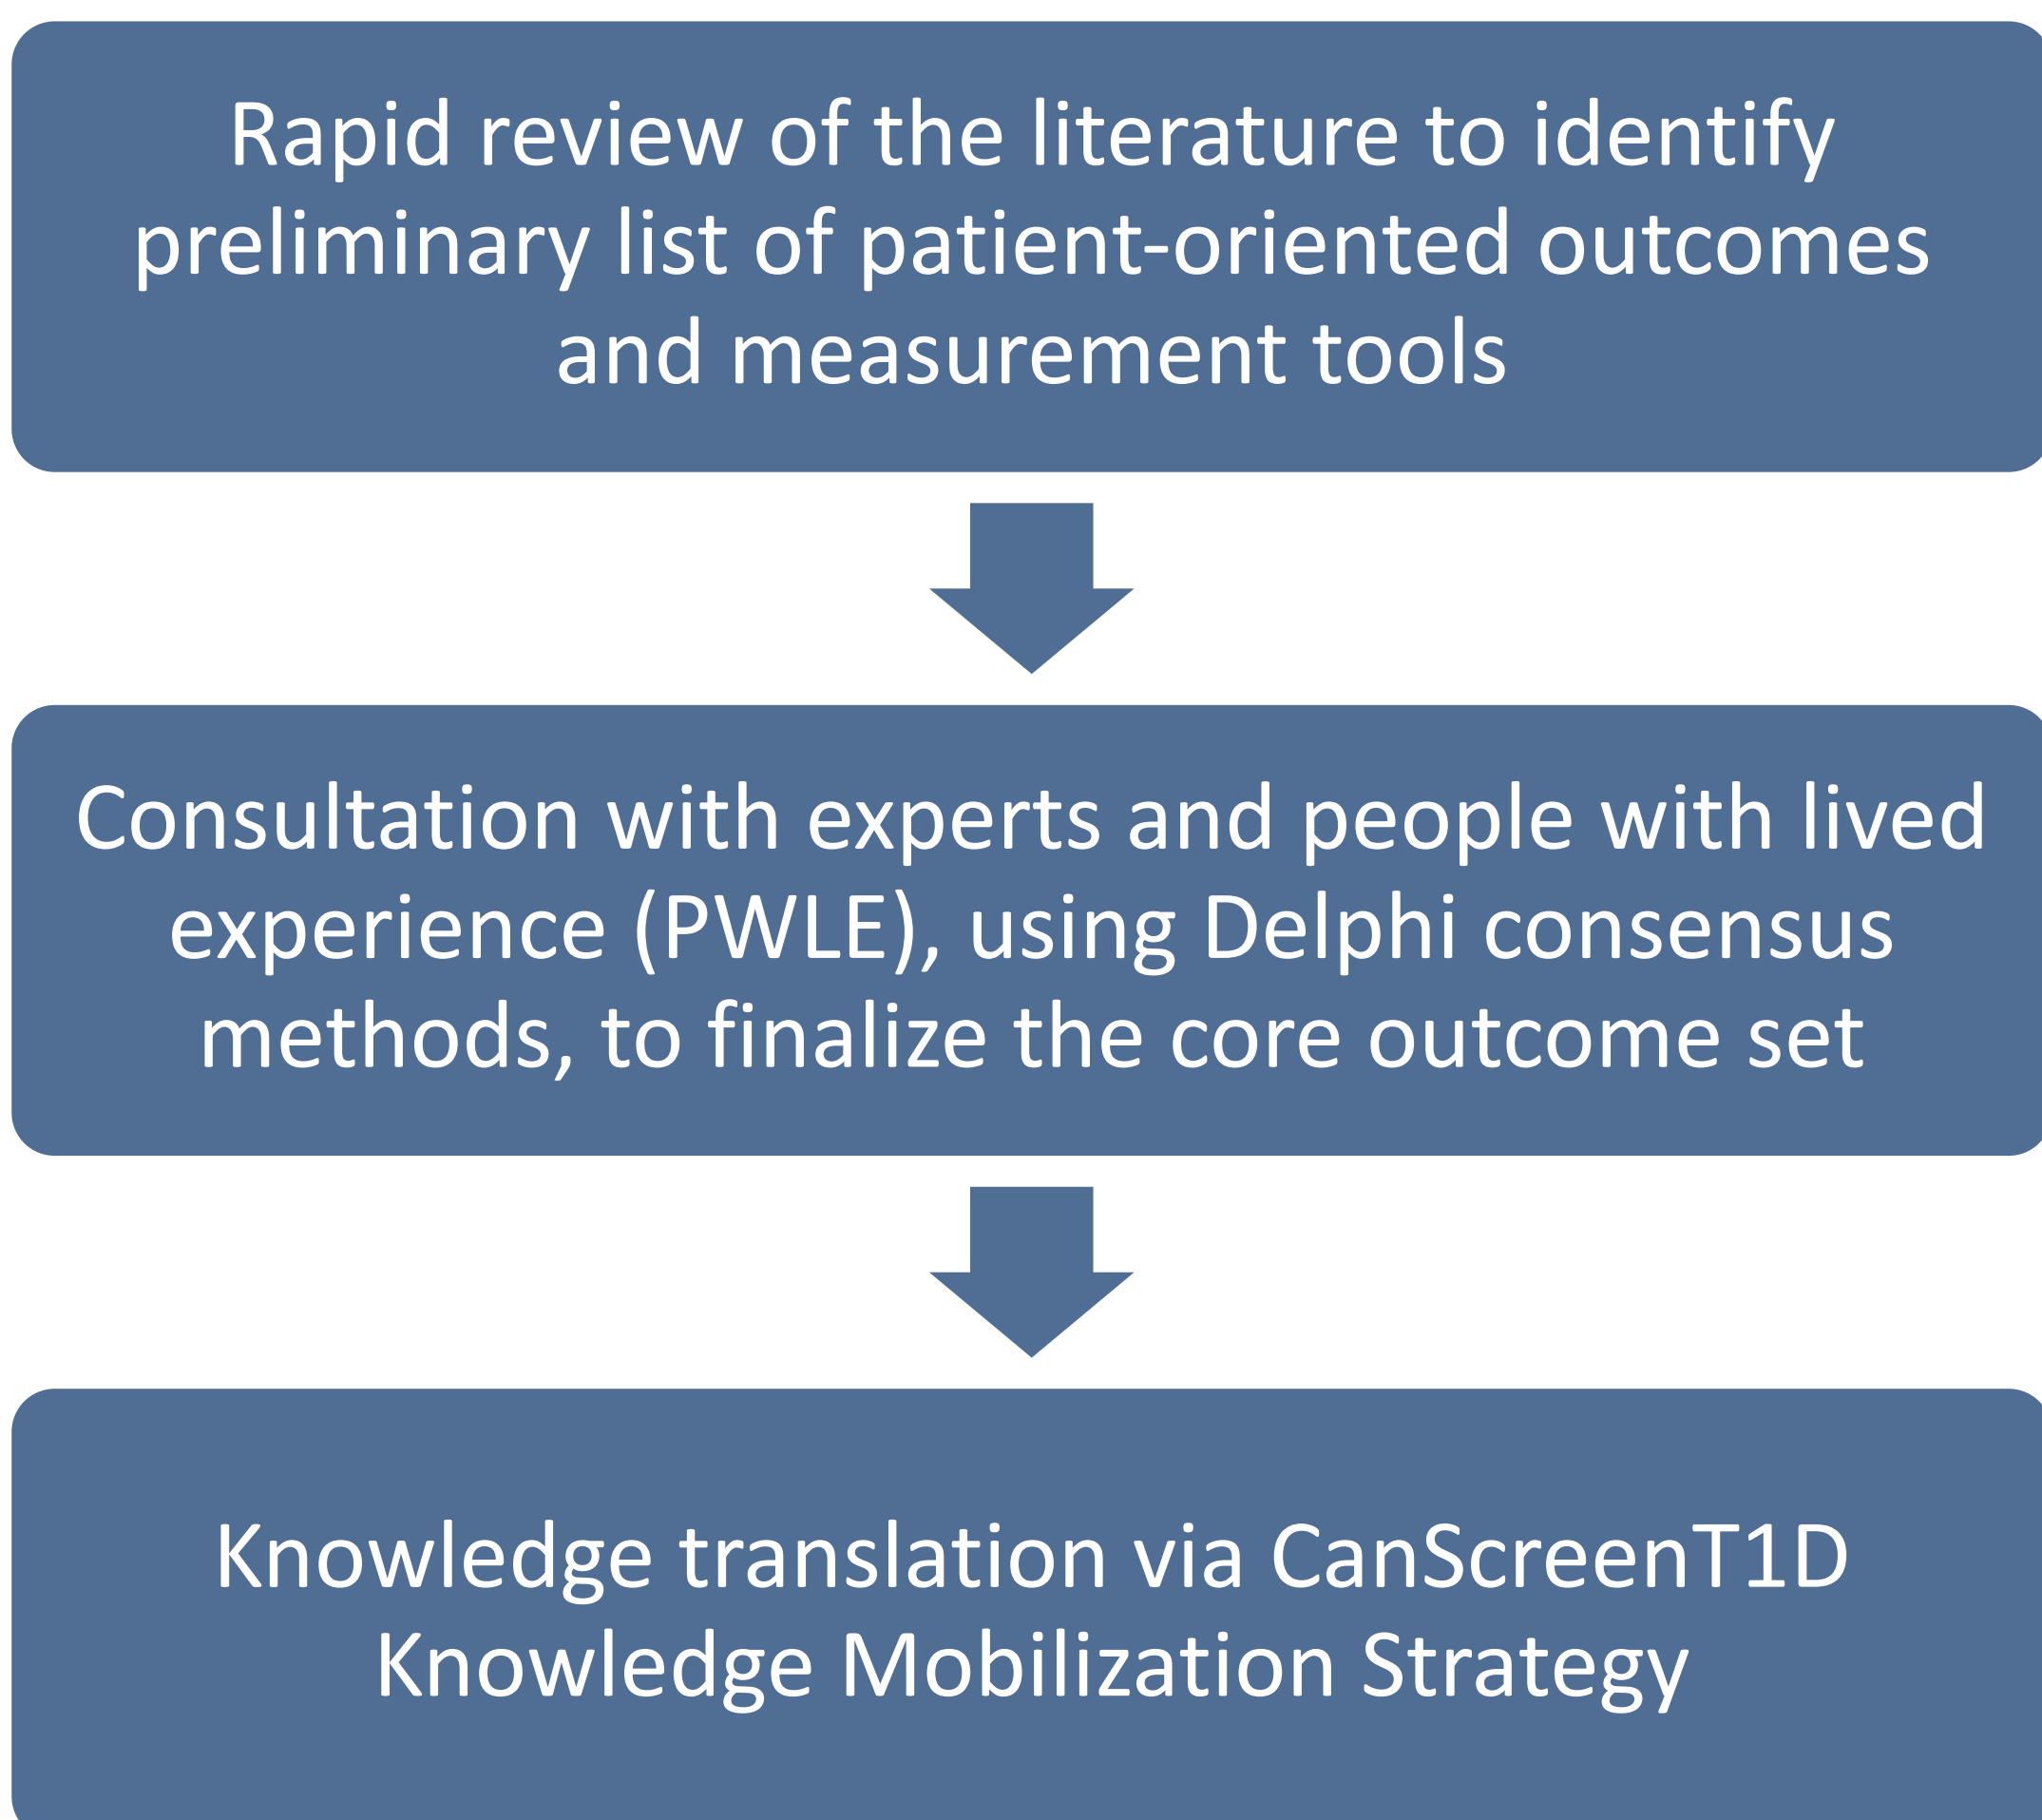 Rapid review of the literature to identify
preliminary list of patient-oriented outcomes
and measurement tools
Consultation with experts and people with lived
experience (PWLE), using Delphi consensus
methods, to finalize the core outcome set
Knowledge translation via CanScreenT1D
Knowledge Mobilization Strategy